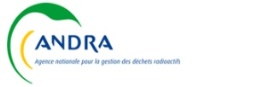 ANDRA
Agence nationale pour la gestion des déchets radioactifs